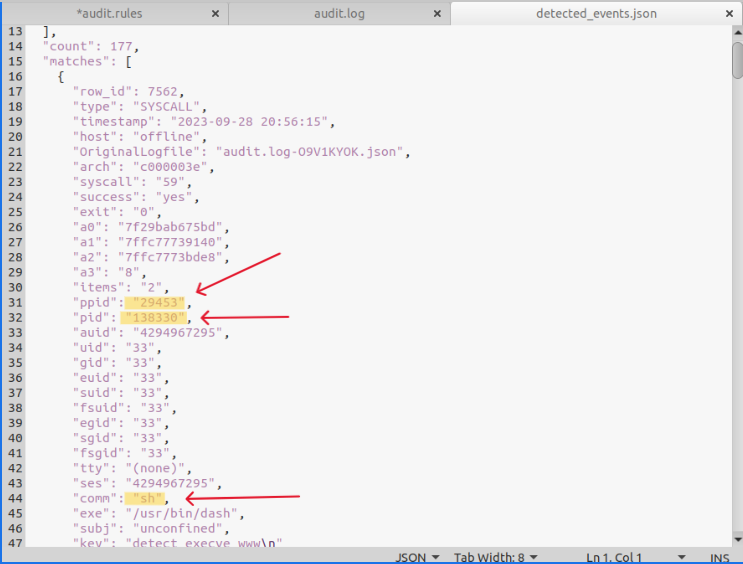 *audit.rules × audit.log × detected_events.json ×
13 ],
14 "count": 177,
15 "matches": [
16 {
17 "row_id": 7562,
18 "type": "SYSCALL",
19 "timestamp": "2023-09-28 20:56:15",
20 "host": "offline",
21 "OriginalLogfile": "audit.log-O9V1KYOK.json",
22 "arch": "c000003e",
23 "syscall": "59",
24 "success": "yes",
25 "exit": "0",
26 "a0": "7f29bab675bd",
27 "a1": "7ffc77739140",
28 "a2": "7ffc7773bde8",
29 "a3": "8",
30 "items": "2",
31 "ppid": "29453",
32 "pid": "138330",
33 "auid": "4294967295",
34 "uid": "33",
35 "gid": "33",
36 "euid": "33",
37 "suid": "33",
38 "fsuid": "33",
39 "egid": "33",
40 "sgid": "33",
41 "fsgid": "33",
42 "tty": "(none)",
43 "ses": "4294967295",
44 "comm": "sh",
45 "exe": "/usr/bin/dash",
46 "subj": "unconfined",
47 "key": "detect_execve_www\n"
JSON Tab Width: 8 Ln 1, Col 1 INS